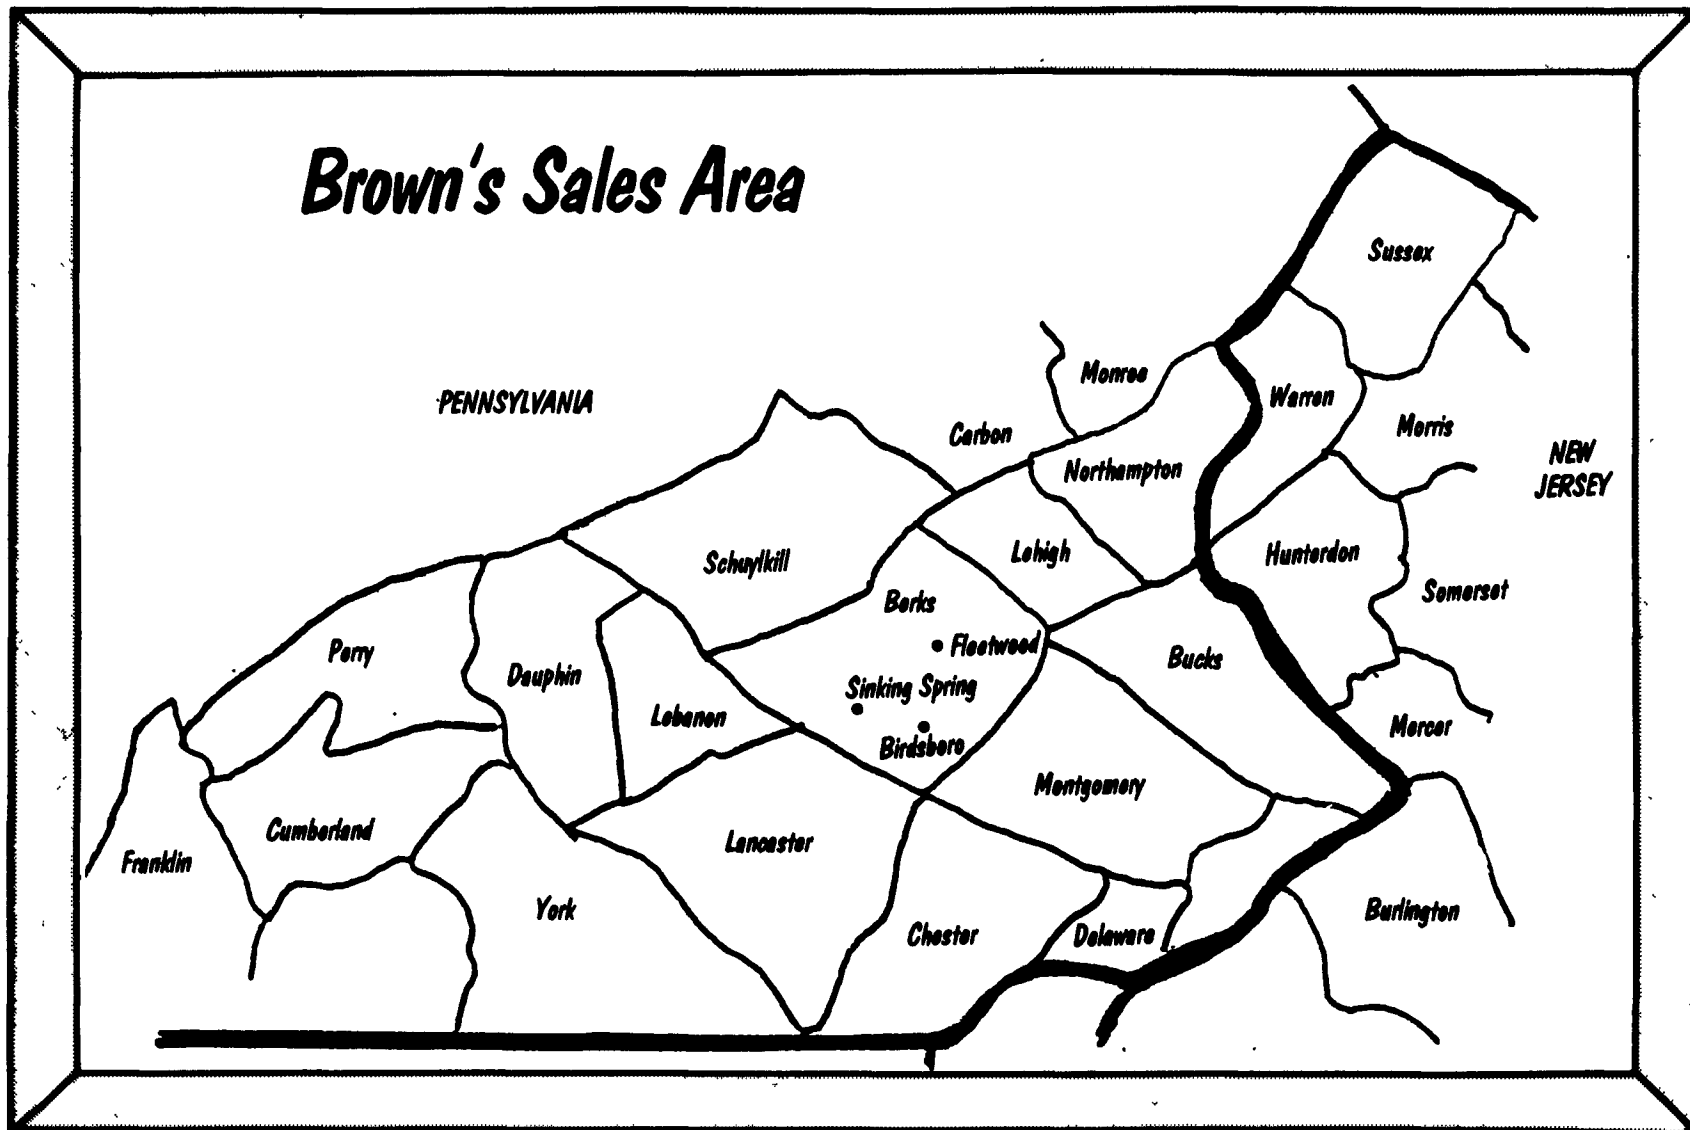 Brown's Sales Area
Sussex
Monroe
PENNSYLVANIA
Warren
Carbon
Morris
Northampton
NEW
JERSEY
Lehigh
Hunterdon
Schuylkill
Somerset
Berks
Fleetwood
Perry
Bucks
Dauphin
Sinking Spring
Lebanon
Mercer
Birdsboro
Montgomery
Cumberland
Lancaster
Franklin
York
Burlington
Chester
Delaware